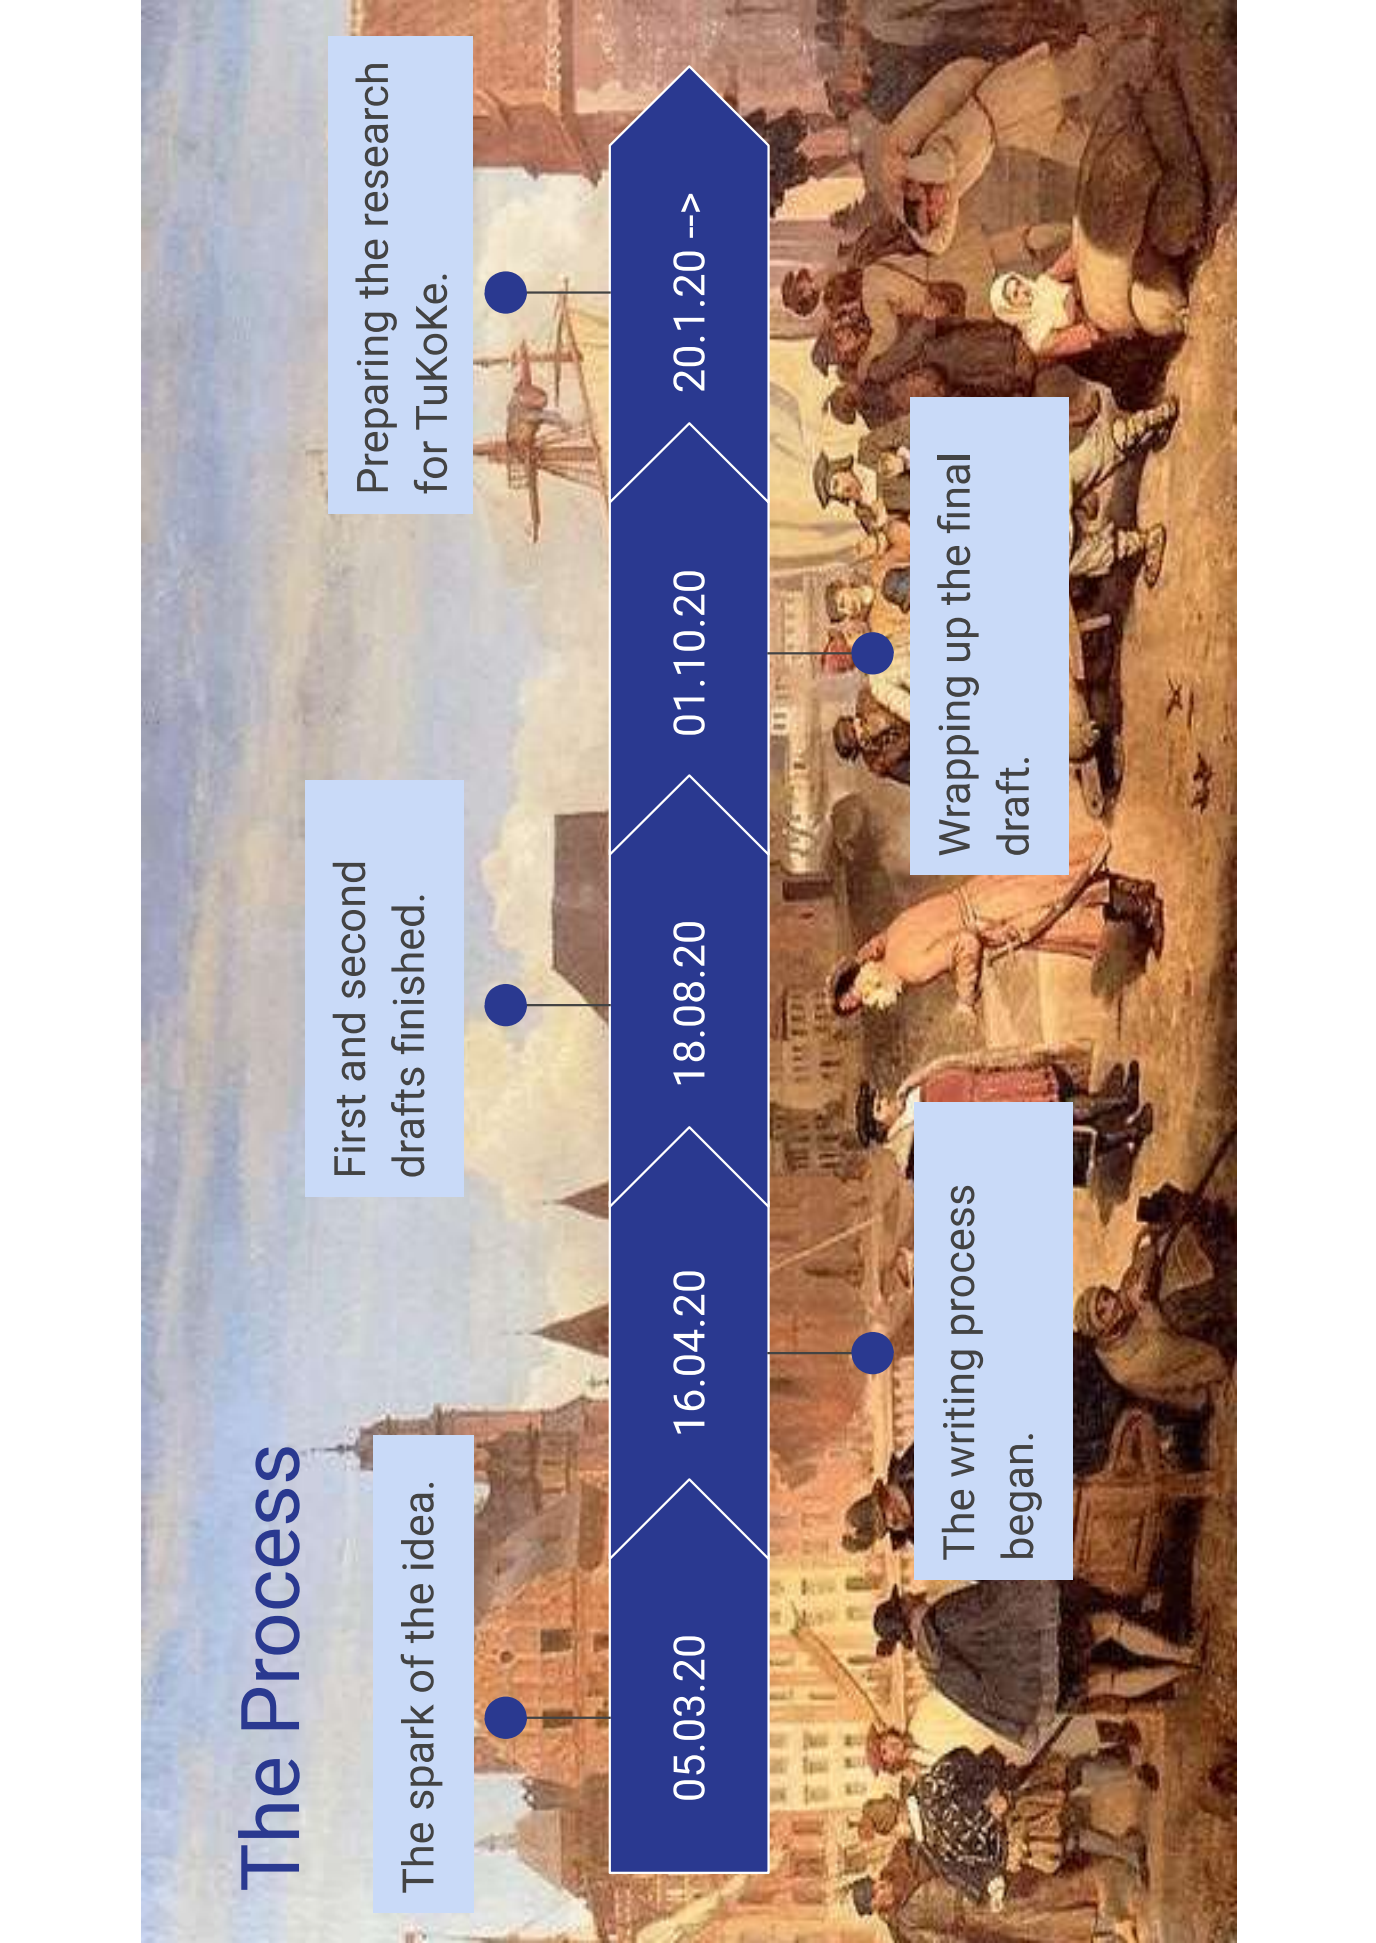 The Process
The spark of the idea.
First and second
drafts finished.
Preparing the research
for TuKoKe.
05.03.20
16.04.20
18.08.20
01.10.20
20.1.20 -->
The writing process
began.
Wrapping up the final
draft.